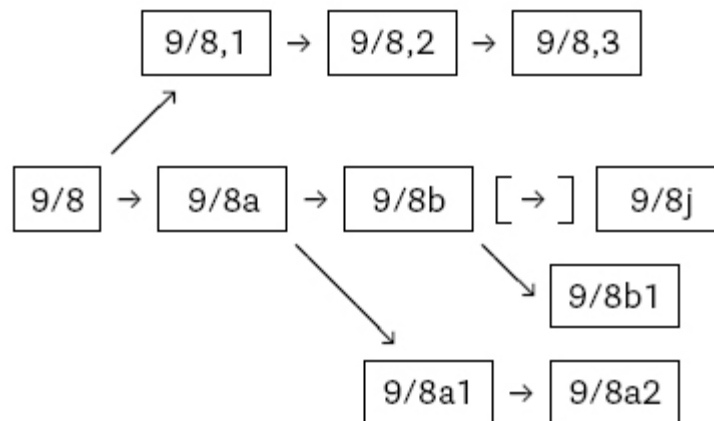 9/8,1 → 9/8,2 → 9/8,3
9/8 → 9/8a → 9/8b [→] 9/8j
9/8b1
9/8a1 → 9/8a2